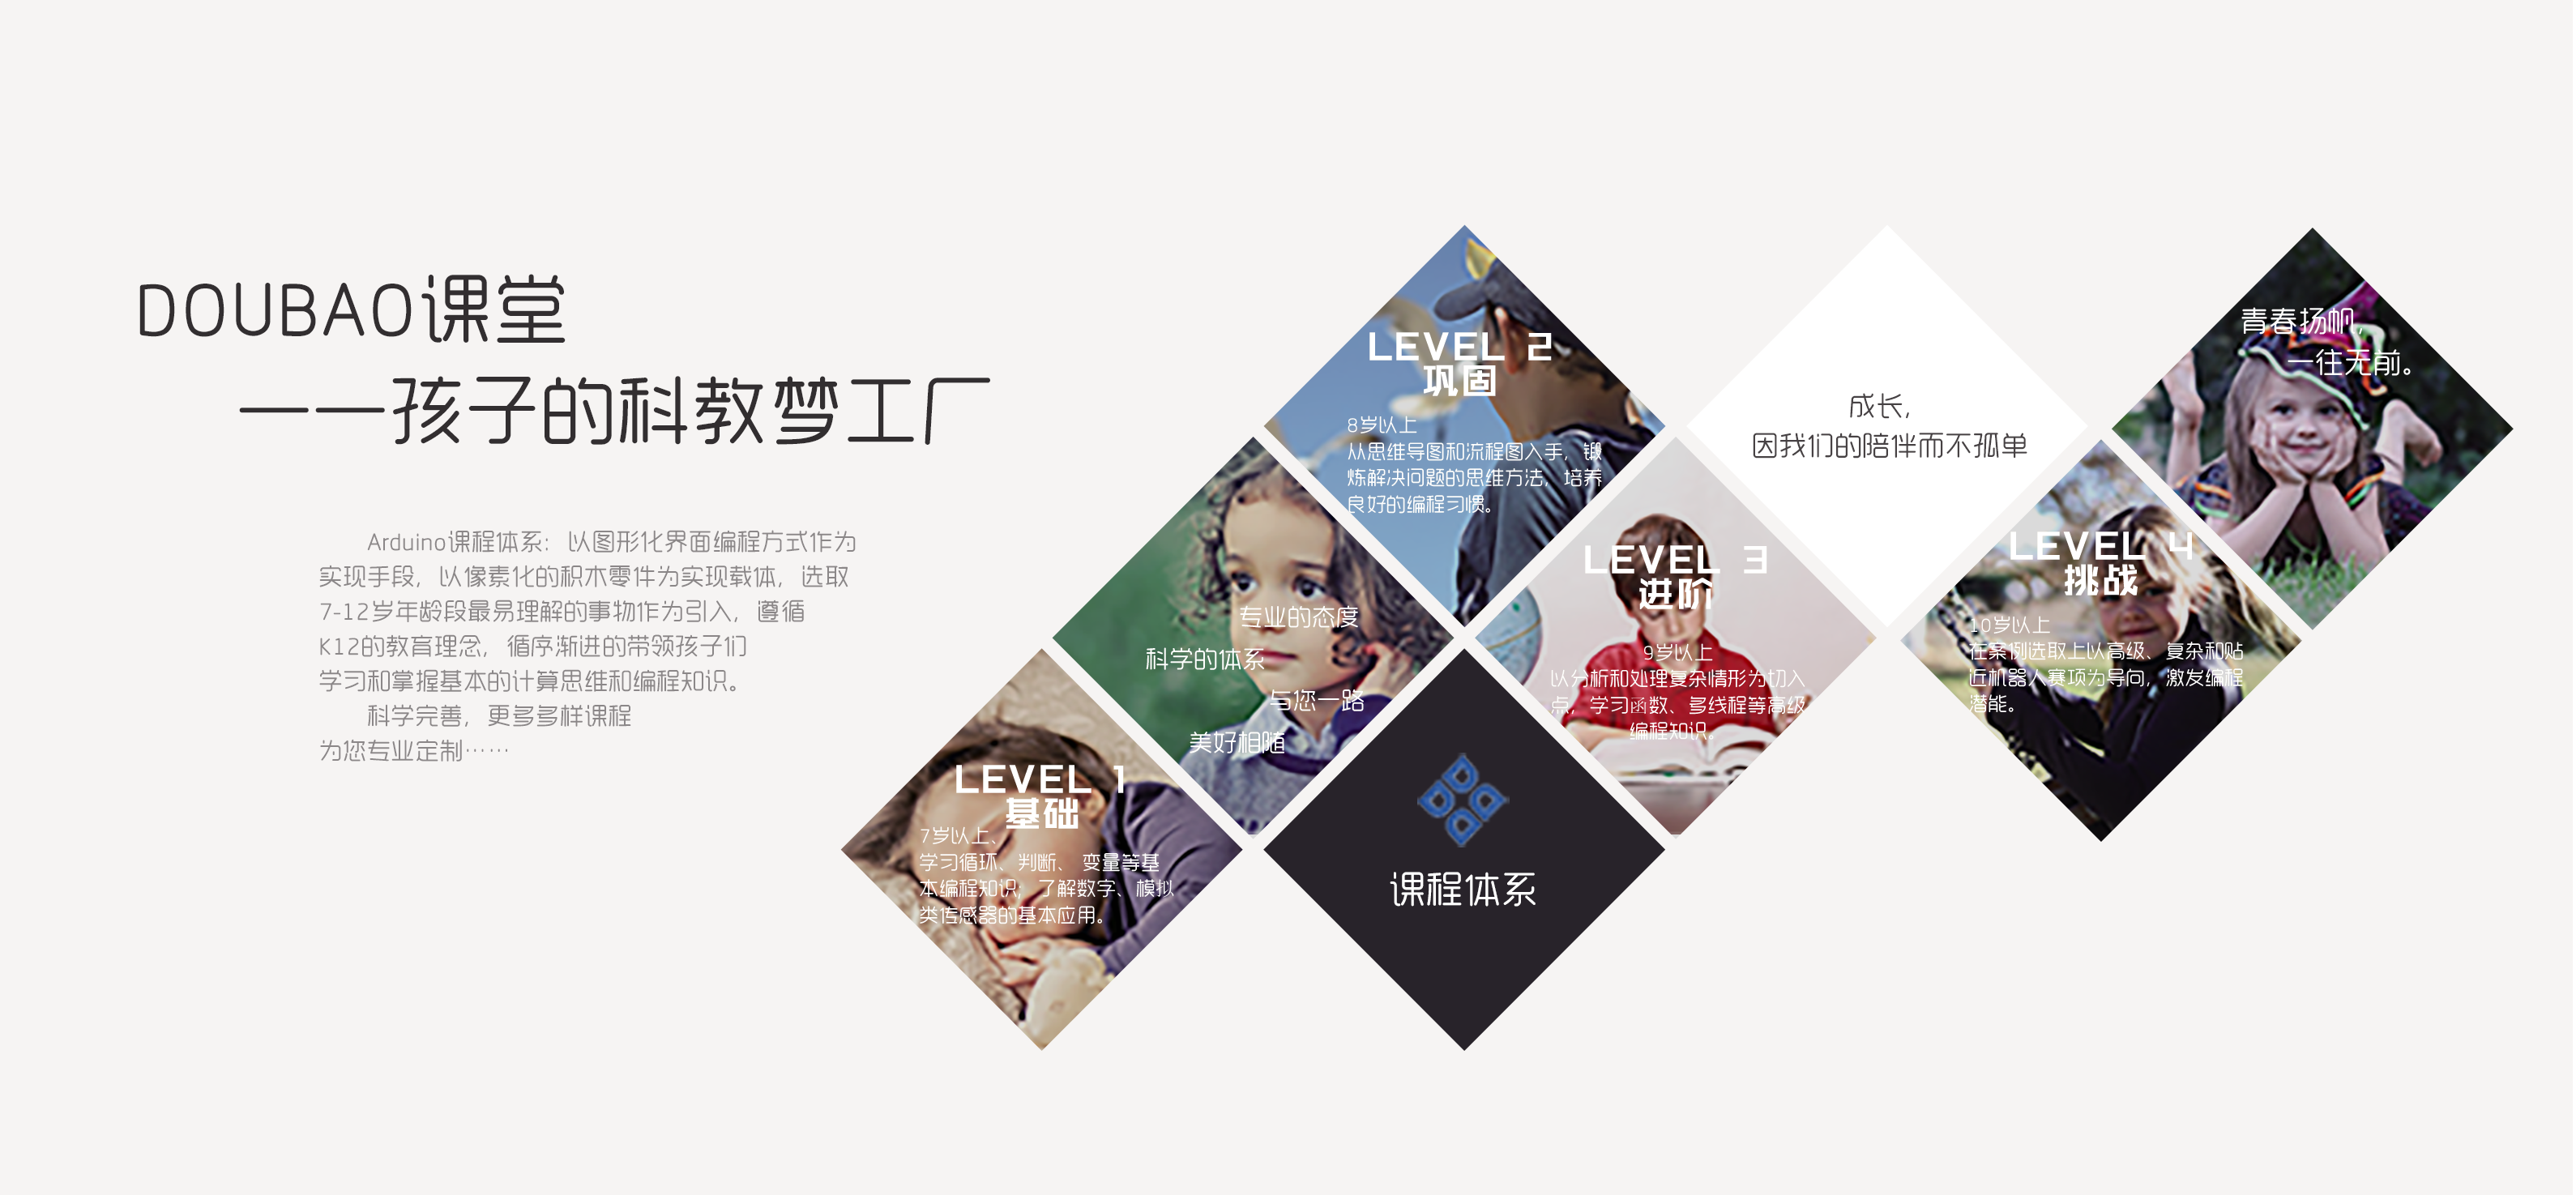 DOUBAO课堂
——孩子的科教梦工厂
Arduino课程体系：以图形化界面编程方式作为
实现手段，以像素化的积木零件为实现载体，选取
7-12岁年龄段最易理解的事物作为引入，遵循
K12的教育理念，循序渐进的带领孩子们
学习和掌握基本的计算思维和编程知识。
科学完善，更多多样课程
为您专业定制……
LEVEL 1
基础
7岁以上、
学习循环、判断、变量等基
本编程知识；了解数字、模拟
类传感器的基本应用。
专业的态度
科学的体系
与您一路
美好相随
LEVEL 2
巩固
8岁以上
从思维导图和流程图入手，锻
炼解决问题的思维方法，培养
良好的编程习惯。
课程体系
LEVEL 3
进阶
9岁以上
以分析和处理复杂情形为切入
点，学习函数、多线程等高级
编程知识。
成长，
因我们的陪伴而不孤单
LEVEL 4
挑战
10岁以上
在案例选取上以高级、复杂和贴
近机器人赛项为导向，激发编程
潜能。
青春扬帆，
一往无前。